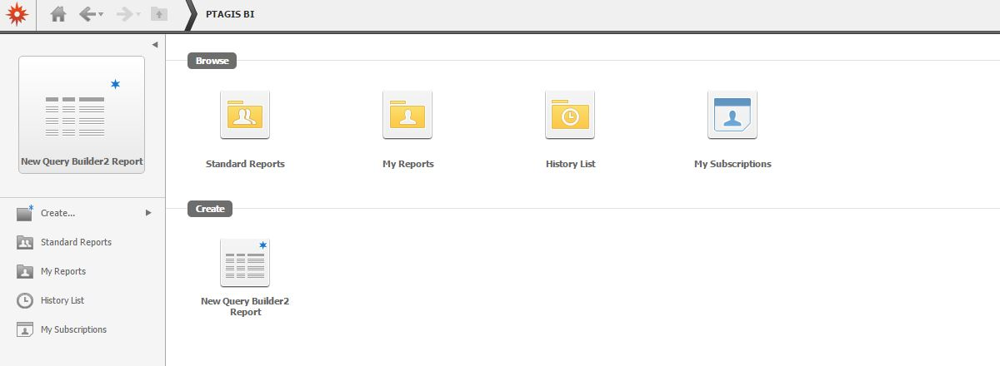 PTAGIS BI
New Query Builder2 Report
Create...
Standard Reports
My Reports
History List
My Subscriptions
Browse
Standard Reports
My Reports
History List
My Subscriptions
Create
New Query Builder2
Report